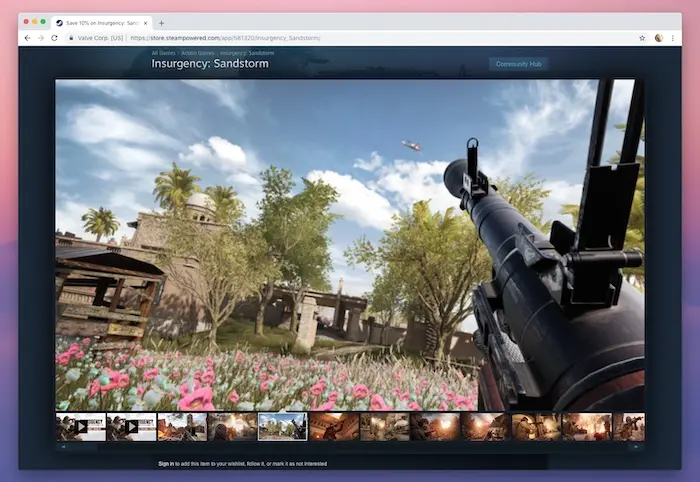 Save 10% on Insurgency: Sand
Valve Corp. [US] | https://store.steampowered.com/app/581320/Insurgency_Sandstorm/
All Games > Action Games > Insurgency: Sandstorm
Insurgency: Sandstorm
Community Hub
Sign in to add this item to your wishlist, follow it, or mark it as not interested